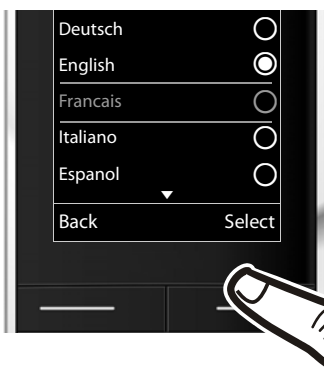 Deutsch
English
Francais
Italiano
Espanol
Back Select